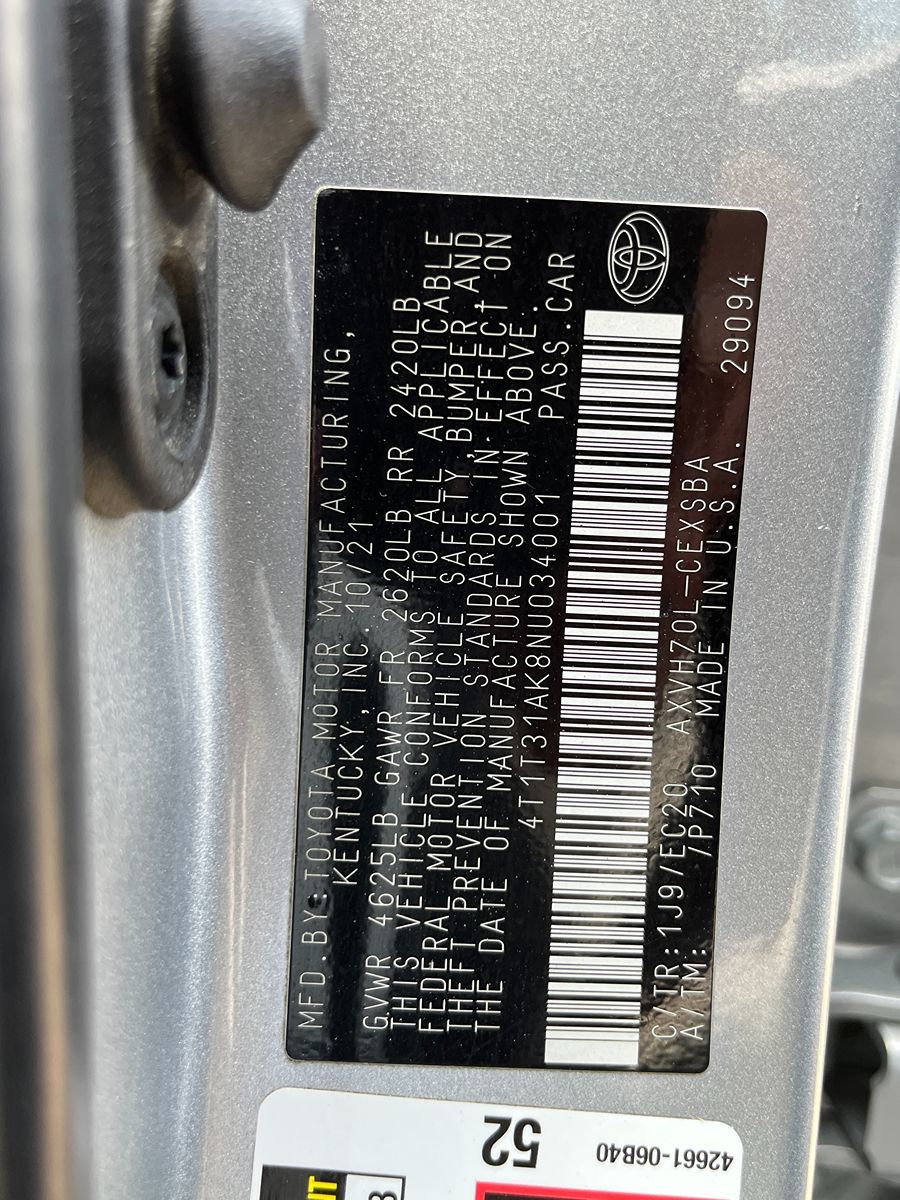 MFD.BY:TOYOTA MOTOR MANUFACTURING,
KENTUCKY,INC. 10/21
GVWR 4625LB GAWR FR 2620LB RR 2420LB
THIS VEHICLE CONFORMS TO ALL APPLICABLE
FEDERAL MOTOR VEHICLE SAFETY,BUMPER,AND
THEFT PREVENTION STANDARDS IN EFFECT ON
THE DATE OF MANUFACTURE SHOWN ABOVE.
4T1T31AK8NU034001 PASS.CAR
C/TR:1J9/EC20 AXVH70L-CEXSBA
A/TM: /P710 MADE IN U.S.A. 29094
52
42661-06B40